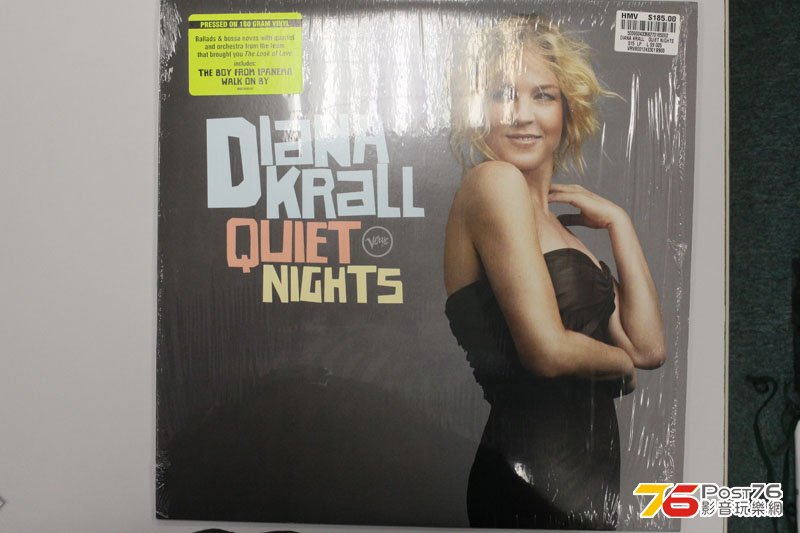 PRESSED ON 180 GRAM VINYL
Ballads & bossa novas with quartet
and orchestra from the team
that brought you The Look of Love
includes:
THE BOY FROM IPANEMA
WALK ON BY
HMV $185.00
DIANA KRALL QUIET NIGHTS
DIANA
KRALL
QUIET
Verve
NIGHTS
76 POST76
影音玩樂網